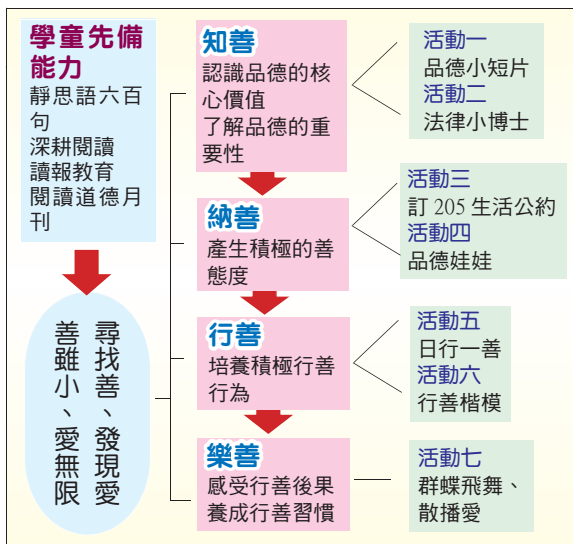 學童先備
能力
靜思語六百
句
深耕閱讀
讀報教育
閱讀道德月
刊
尋找善、發現愛
善雖小、愛無限
知善
認識品德的核
心價值
了解品德的重
要性
納善
產生積極的善
態度
行善
培養積極行善
行為
樂善
感受行善後果
養成行善習慣
活動一
品德小短片
活動二
法律小博士
活動三
訂 205 生活公約
活動四
品德娃娃
活動五
日行一善
活動六
行善楷模
活動七
群蝶飛舞、
散播愛